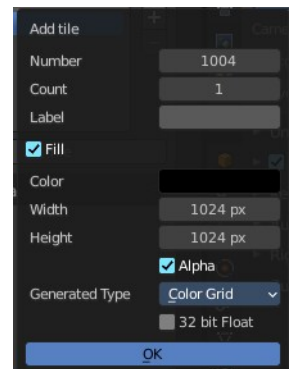 Add tile
Number 1004
Count 1
Label
Fill
Color
Width 1024 px
Height 1024 px
Alpha
Generated Type Color Grid
32 bit Float
OK